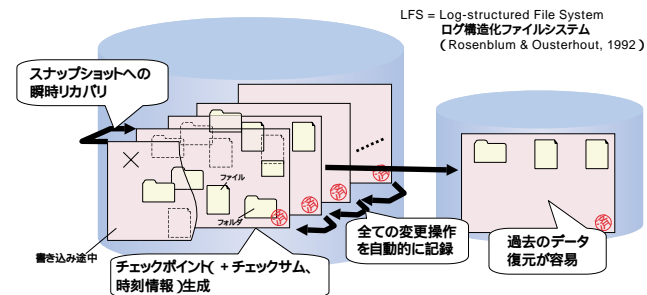 LFS = Log-structured File System
ログ構造化ファイルシステム
(Rosenblum & Ousterhout, 1992)
スナップショットへの
瞬時リカバリ
ファイル
フォルダ
済
済
済
済
済
全ての変更操作
を自動的に記録
過去のデータ
復元が容易
書き込み途中
チェックポイント(+チェックサム、
時刻情報)生成